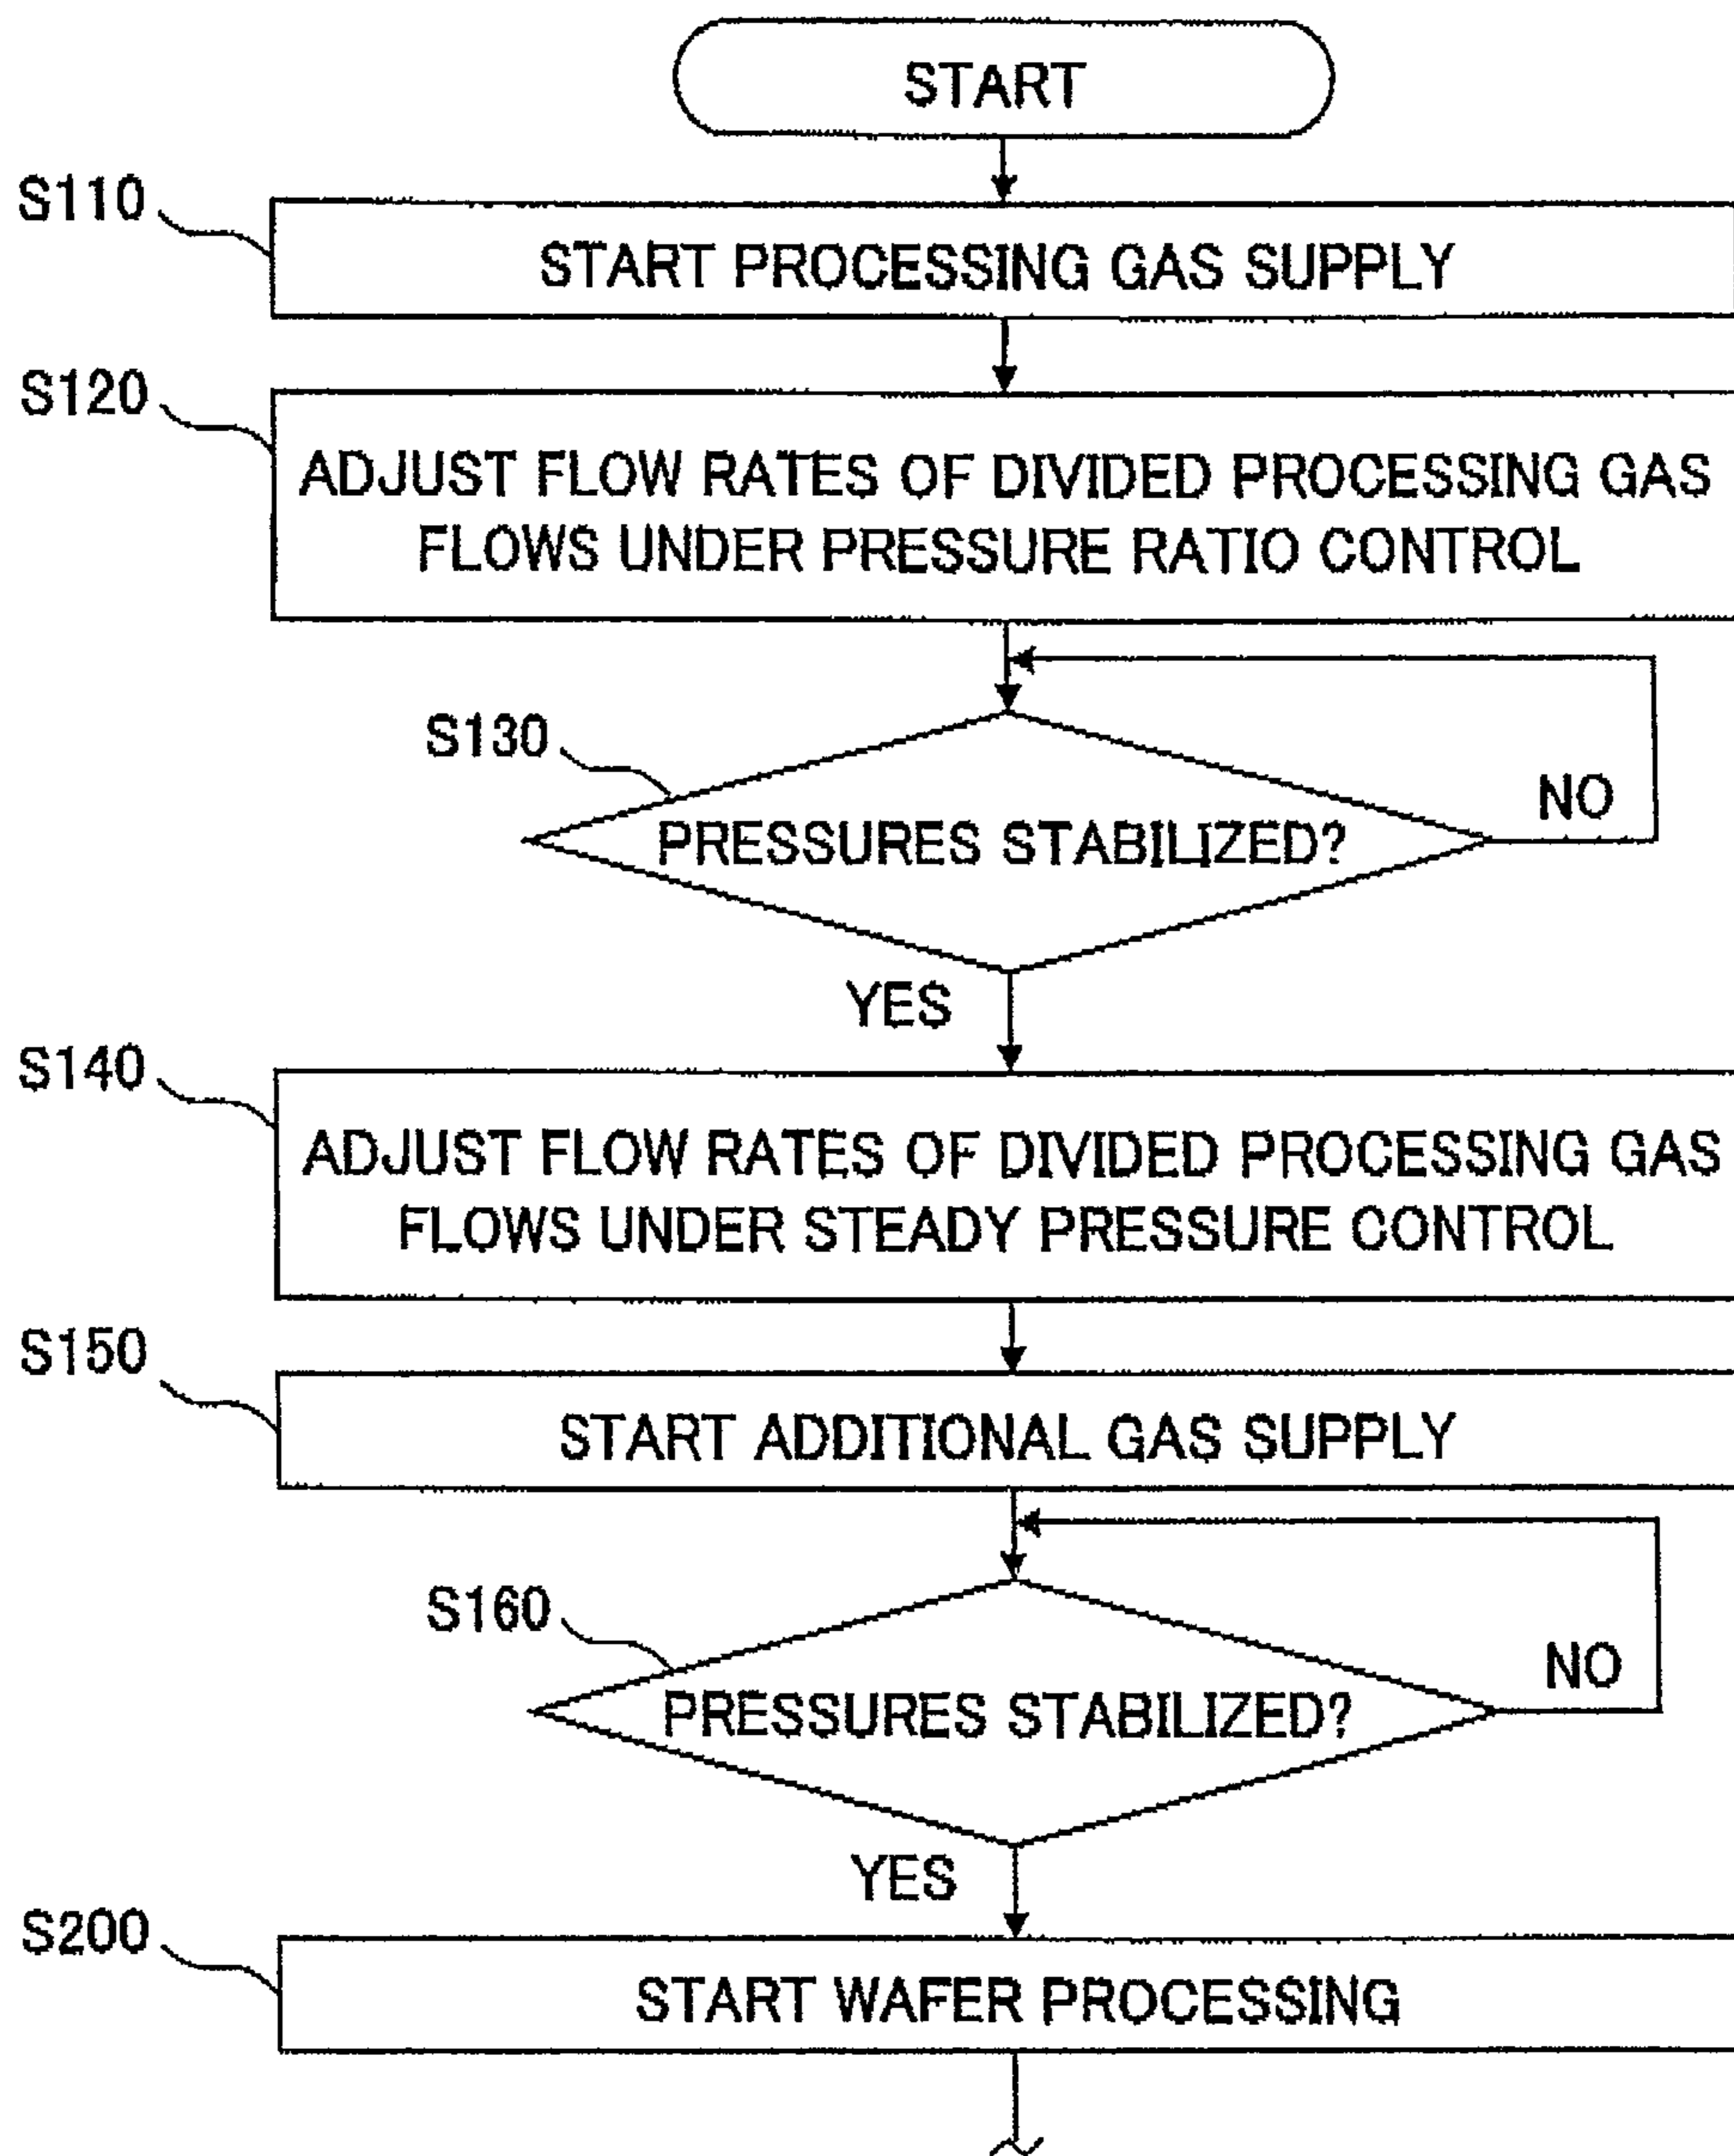 START
S110
START PROCESSING GAS SUPPLY
S120
ADJUST FLOW RATES OF DIVIDED PROCESSING GAS
FLOWS UNDER PRESSURE RATIO CONTROL
S130
NO
PRESSURES STABILIZED?
YES
S140
ADJUST FLOW RATES OF DIVIDED PROCESSING GAS
FLOWS UNDER STEADY PRESSURE CONTROL
S150
START ADDITIONAL GAS SUPPLY
S160
NO
PRESSURES STABILIZED?
YES
S200
START WAFER PROCESSING